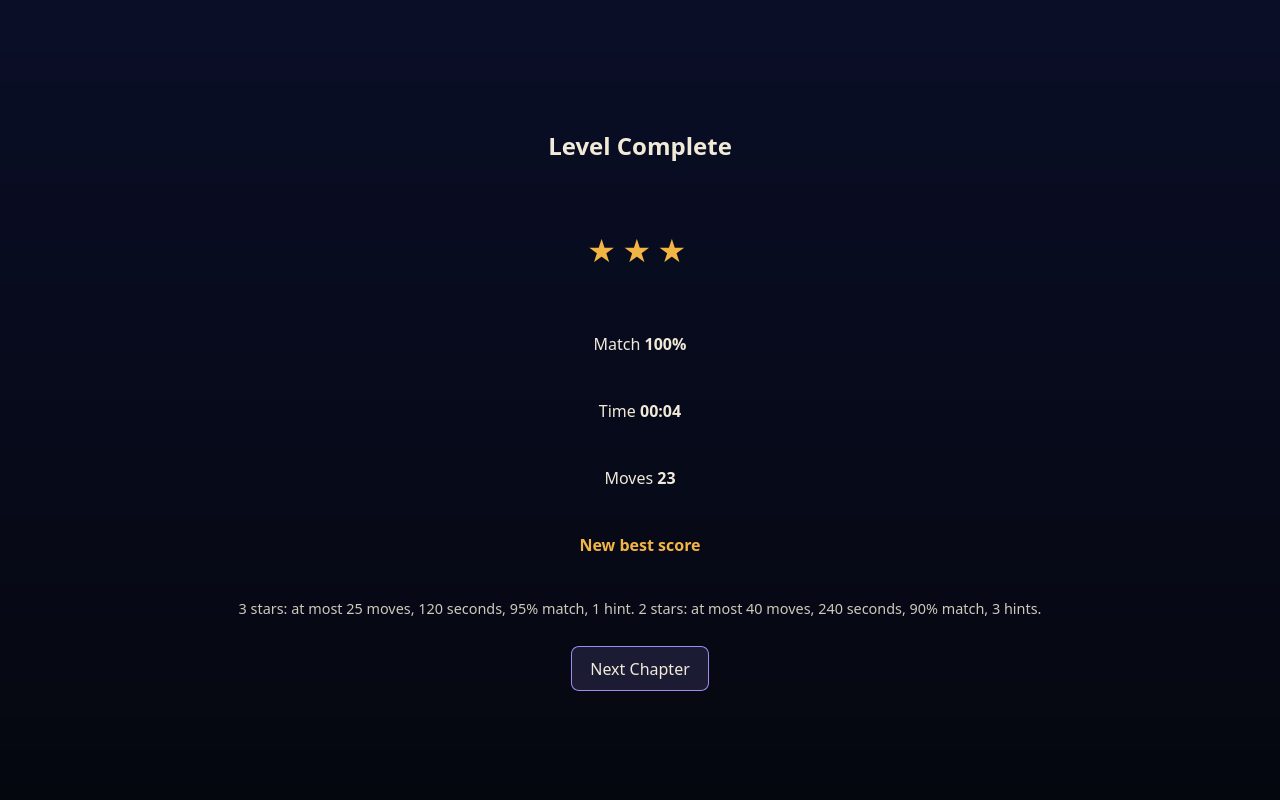 Level Complete
★ ★ ★
Match 100%
Time 00:04
Moves 23
New best score
3 stars: at most 25 moves, 120 seconds, 95% match, 1 hint. 2 stars: at most 40 moves, 240 seconds, 90% match, 3 hints.
Next Chapter